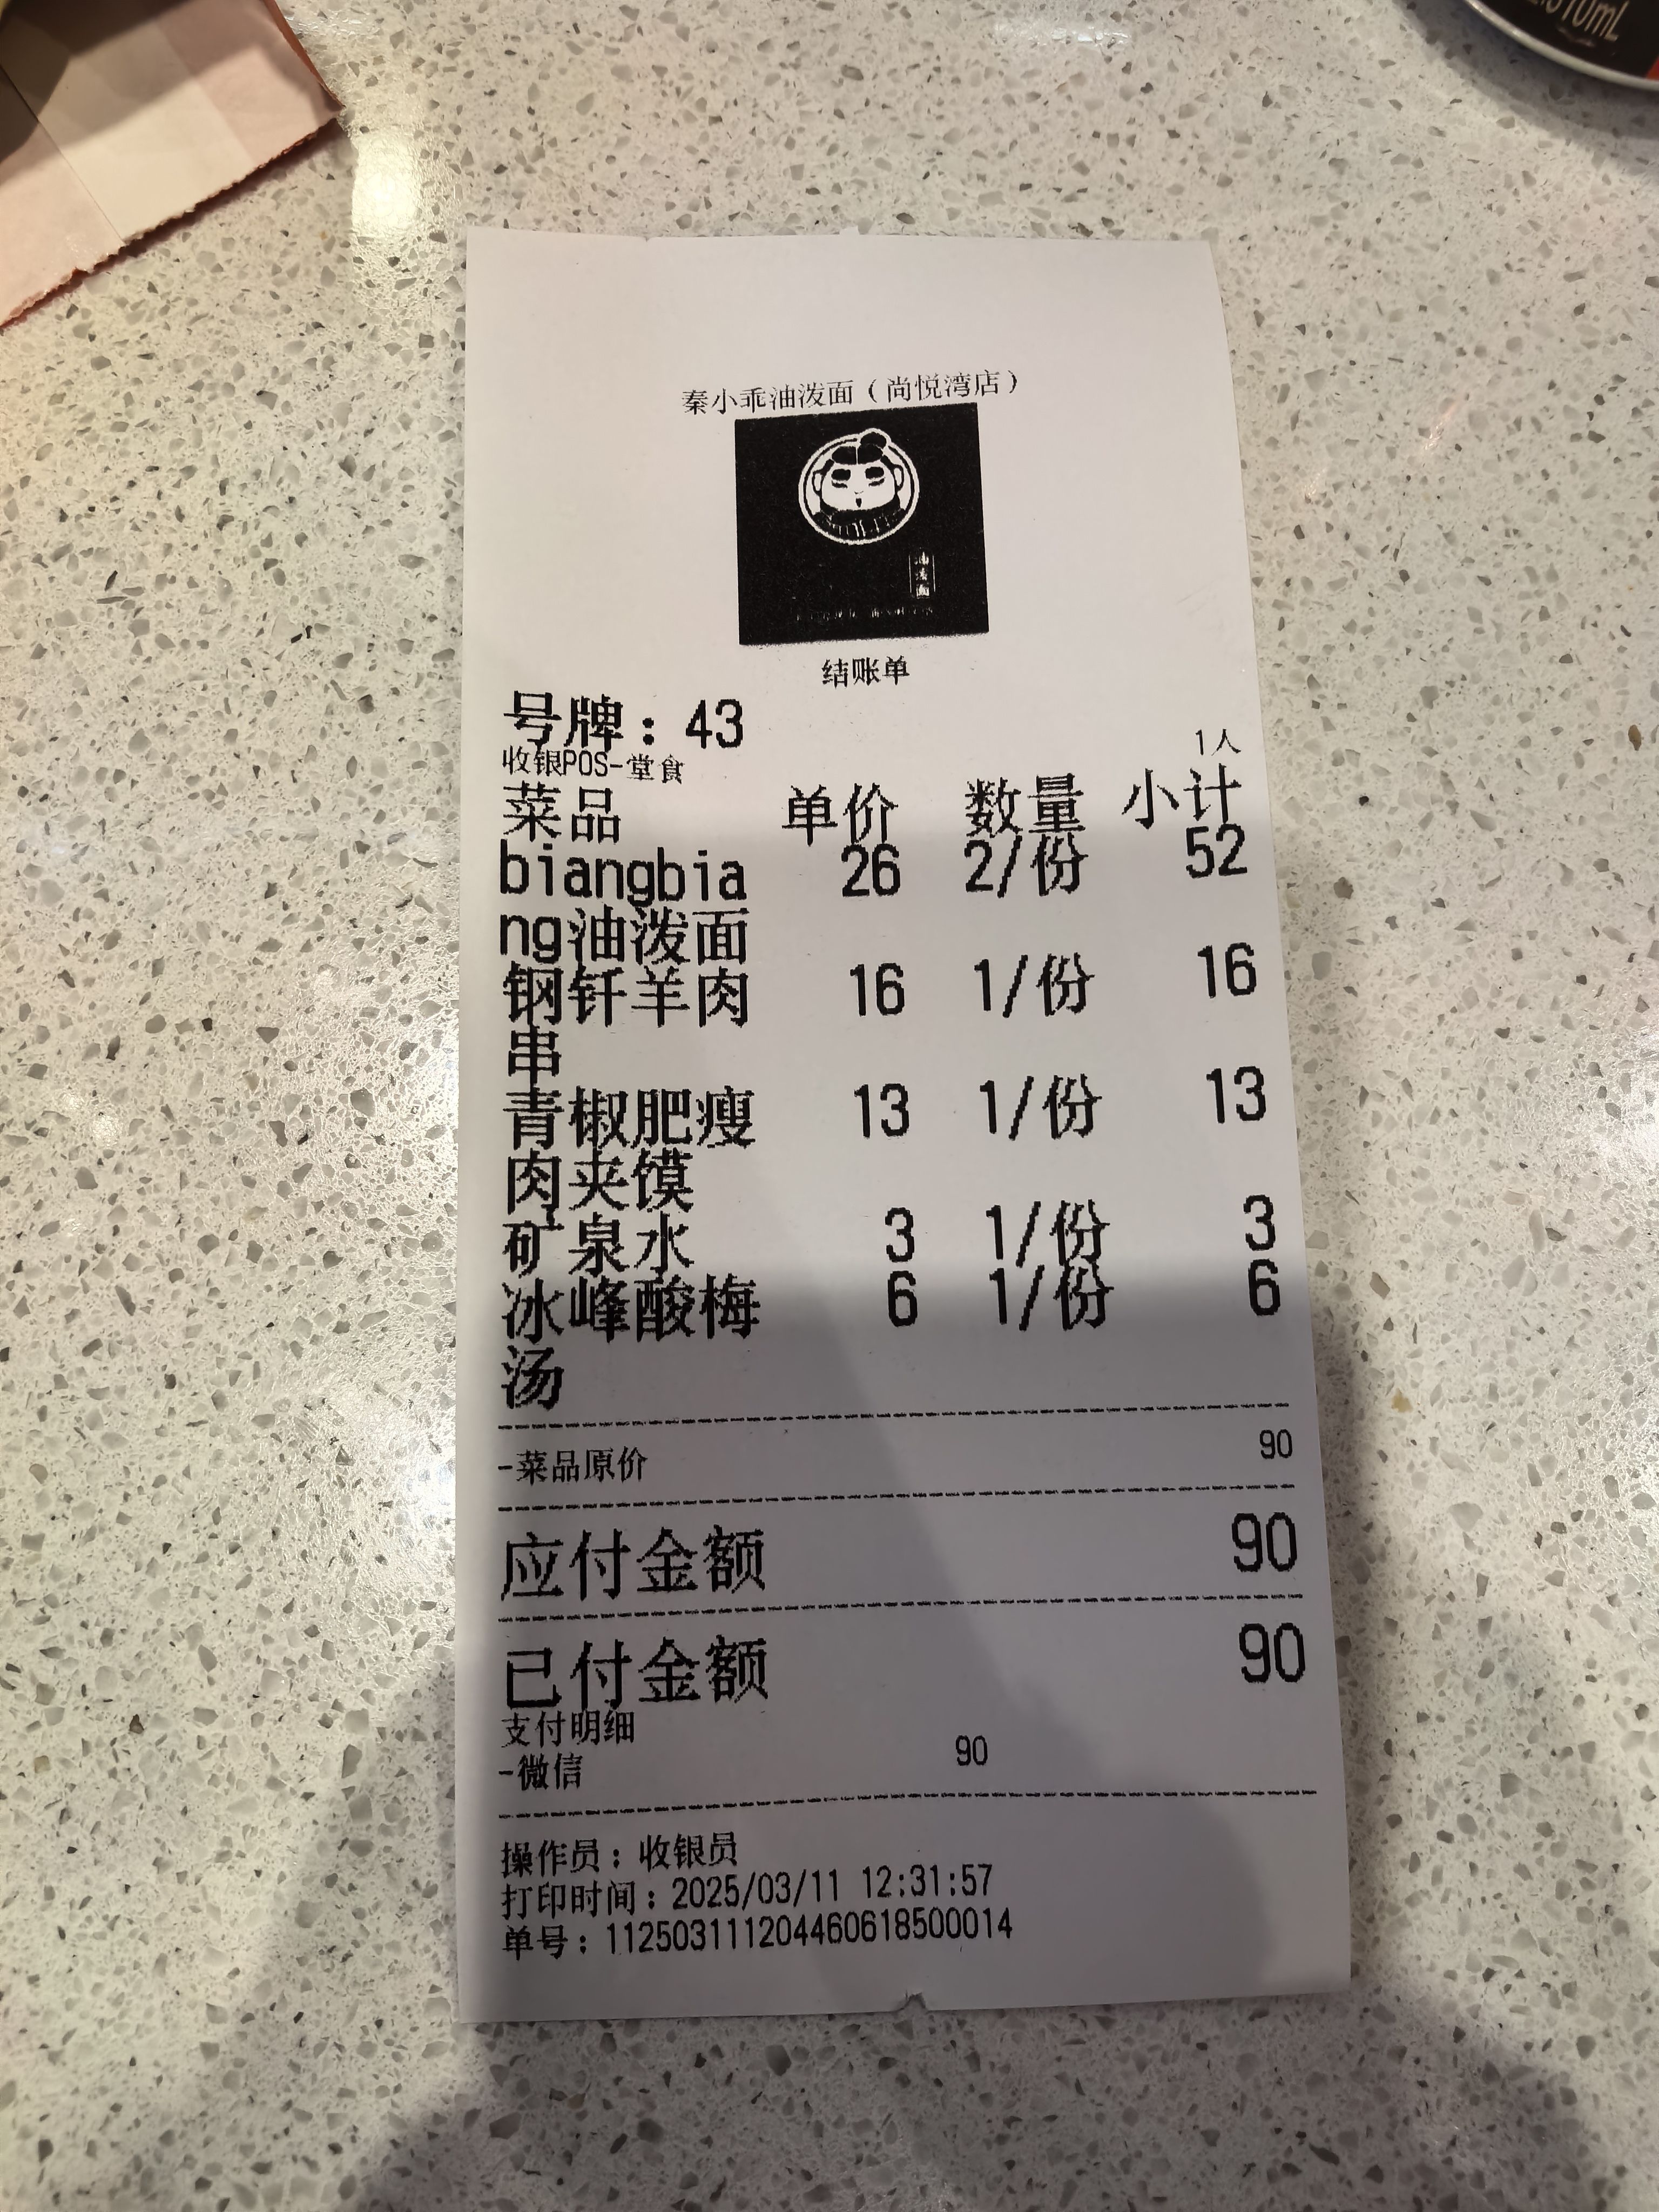 秦小乖油泼面（尚悦湾店）
油泼面
结账单
号牌：43
收银POS-堂食 1人
菜品 单价 数量 小计
biangbia 26 2/份 52
ng油泼面
钢钎羊肉 16 1/份 16
串
青椒肥瘦 13 1/份 13
肉夹馍
矿泉水 3 1/份 3
冰峰酸梅 6 1/份 6
汤
-菜品原价 90
应付金额 90
已付金额 90
支付明细
-微信 90
操作员：收银员
打印时间：2025/03/11 12:31:57
单号：112503111204460618500014